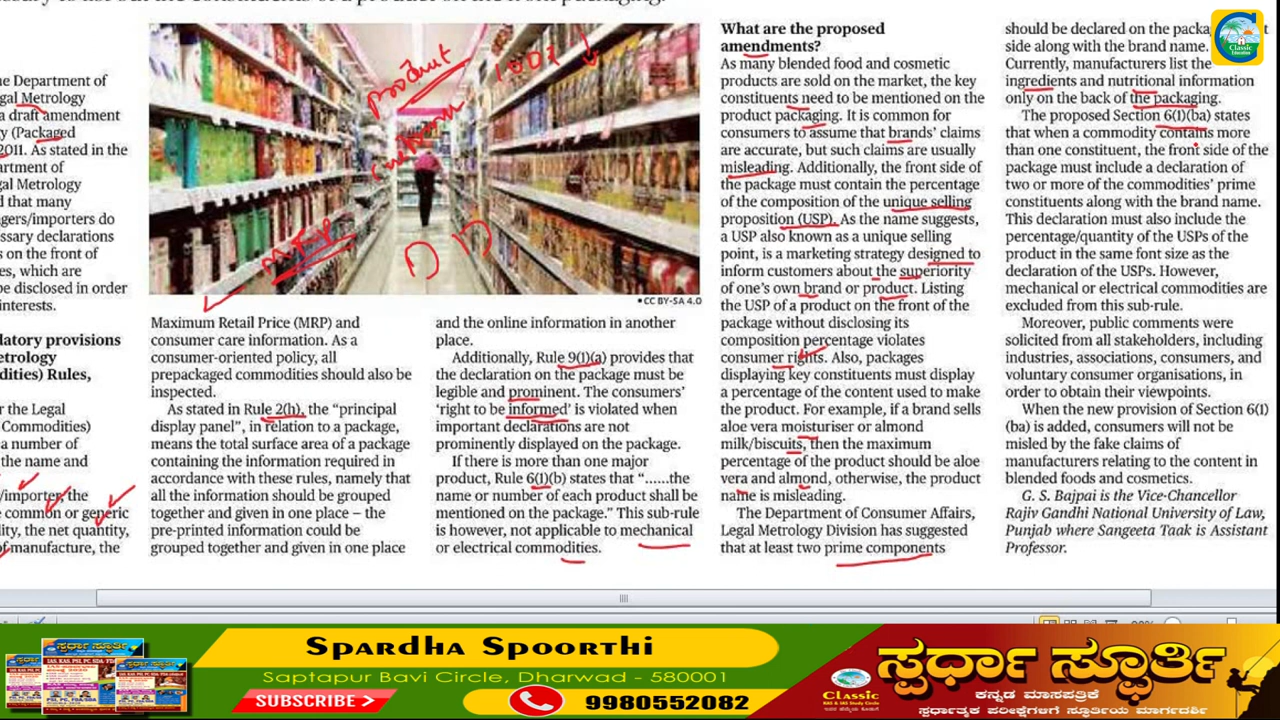 he Department of
gal Metrology
a draft amendment
y (Packaged
2011. As stated in the
artment of
gal Metrology
d that many
gers/importers do
essary declarations
s on the front of
es, which are
be disclosed in order
interests.
datory provisions
etrology
dities) Rules,
r the Legal
Commodities)
a number of
the name and
/importer, the
e common or generic
lity, the net quantity,
of manufacture, the
product
100%
MRP
CC BY-SA 4.0
Maximum Retail Price (MRP) and
consumer care information. As a
consumer-oriented policy, all
prepackaged commodities should also be
inspected.
As stated in Rule 2(h), the “principal
display panel”, in relation to a package,
means the total surface area of a package
containing the information required in
accordance with these rules, namely that
all the information should be grouped
together and given in one place – the
pre-printed information could be
grouped together and given in one place
and the online information in another
place.
Additionally, Rule 9(1)(a) provides that
the declaration on the package must be
legible and prominent. The consumers’
‘right to be informed’ is violated when
important declarations are not
prominently displayed on the package.
If there is more than one major
product, Rule 6(1)(b) states that “......the
name or number of each product shall be
mentioned on the package.” This sub-rule
is however, not applicable to mechanical
or electrical commodities.
What are the proposed
amendments?
As many blended food and cosmetic
products are sold on the market, the key
constituents need to be mentioned on the
product packaging. It is common for
consumers to assume that brands’ claims
are accurate, but such claims are usually
misleading. Additionally, the front side of
the package must contain the percentage
of the composition of the unique selling
proposition (USP). As the name suggests,
a USP also known as a unique selling
point, is a marketing strategy designed to
inform customers about the superiority
of one’s own brand or product. Listing
the USP of a product on the front of the
package without disclosing its
composition percentage violates
consumer rights. Also, packages
displaying key constituents must display
a percentage of the content used to make
the product. For example, if a brand sells
aloe vera moisturiser or almond
milk/biscuits, then the maximum
percentage of the product should be aloe
vera and almond, otherwise, the product
name is misleading.
The Department of Consumer Affairs,
Legal Metrology Division has suggested
that at least two prime components
should be declared on the packa
side along with the brand name.
Currently, manufacturers list the
ingredients and nutritional information
only on the back of the packaging.
The proposed Section 6(1)(ba) states
that when a commodity contains more
than one constituent, the front side of the
package must include a declaration of
two or more of the commodities’ prime
constituents along with the brand name.
This declaration must also include the
percentage/quantity of the USPs of the
product in the same font size as the
declaration of the USPs. However,
mechanical or electrical commodities are
excluded from this sub-rule.
Moreover, public comments were
solicited from all stakeholders, including
industries, associations, consumers, and
voluntary consumer organisations, in
order to obtain their viewpoints.
When the new provision of Section 6(1)
(ba) is added, consumers will not be
misled by the fake claims of
manufacturers relating to the content in
blended foods and cosmetics.
G. S. Bajpai is the Vice-Chancellor
Rajiv Gandhi National University of Law,
Punjab where Sangeeta Taak is Assistant
Professor.
Classic
Education
Spardha Spoorthi
Saptapur Bavi Circle, Dharwad - 580001
SUBSCRIBE
9980552082
ಸ್ಪರ್ಧಾ ಸ್ಫೂರ್ತಿ
ಕನ್ನಡ ಮಾಸಪತ್ರಿಕೆ
ಸ್ಪರ್ಧಾತ್ಮಕ ಪರೀಕ್ಷೆಗಳಿಗೆ ಸ್ಫೂರ್ತಿಯ ಮಾರ್ಗದರ್ಶಿ
Classic
KAS & IAS Study Circle